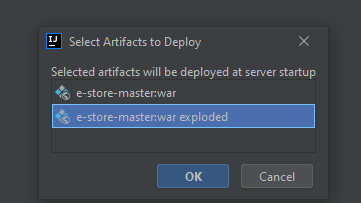 IJ
Select Artifacts to Deploy
Selected artifacts will be deployed at server startup
e-store-master:war
e-store-master:war exploded
OK
Cancel